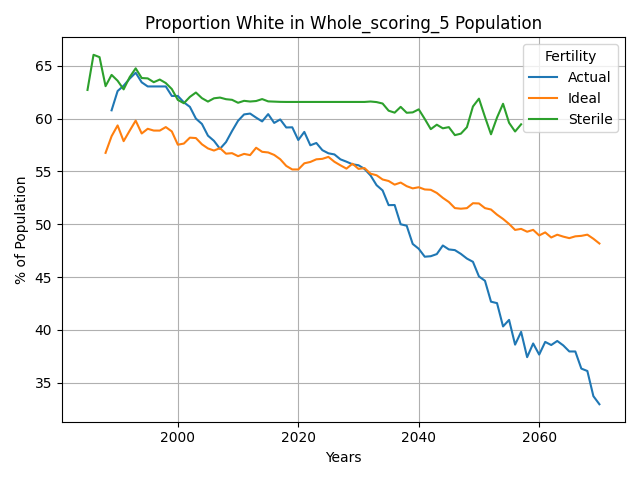 Proportion White in Whole_scoring_5 Population
Fertility
Actual
Ideal
Sterile
% of Population
65
60
55
50
45
40
35
2000
2020
2040
2060
Years